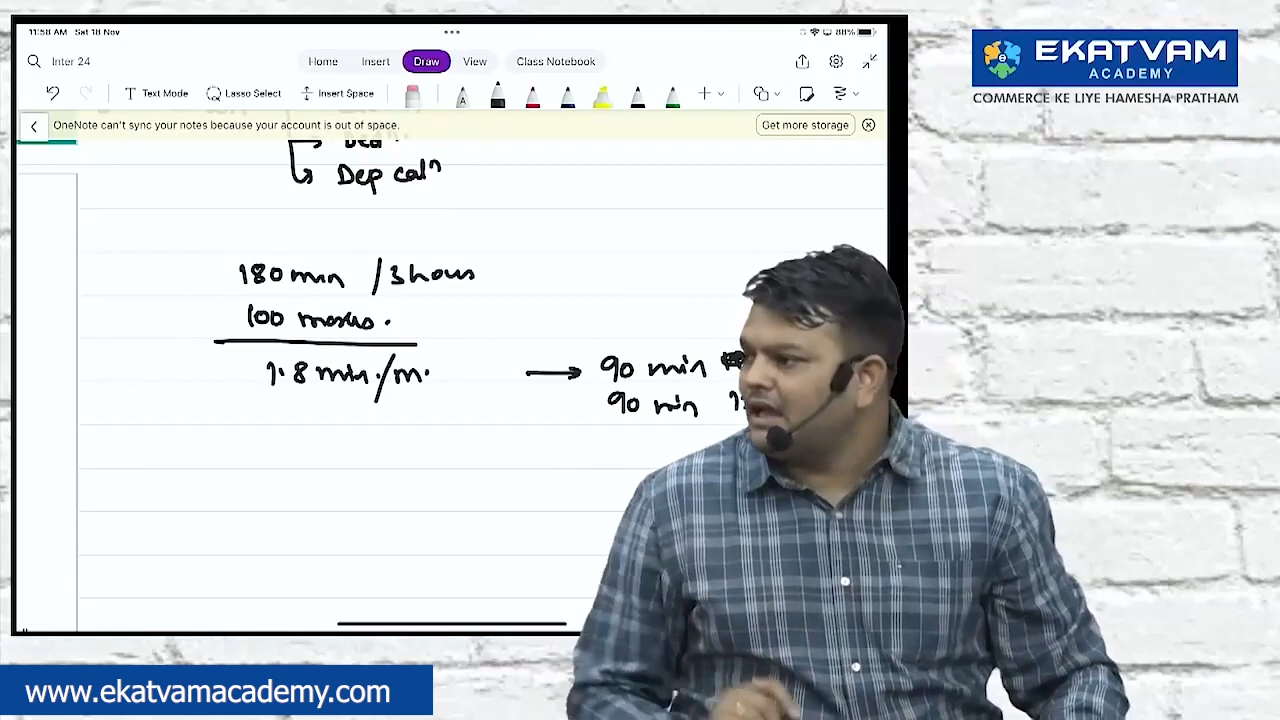 11:58 AM Sat 18 Nov
88%
EKATVAM
ACADEMY
COMMERCE KE LIYE HAMESHA PRATHAM
Inter 24
Home Insert Draw View Class Notebook
Text Mode Lasso Select Insert Space
OneNote can't sync your notes because your account is out of space.
Get more storage
Dep calⁿ
180 min / 3 hours
100 marks.
1.8 min./m.
90 min
90 min
www.ekatvamacademy.com